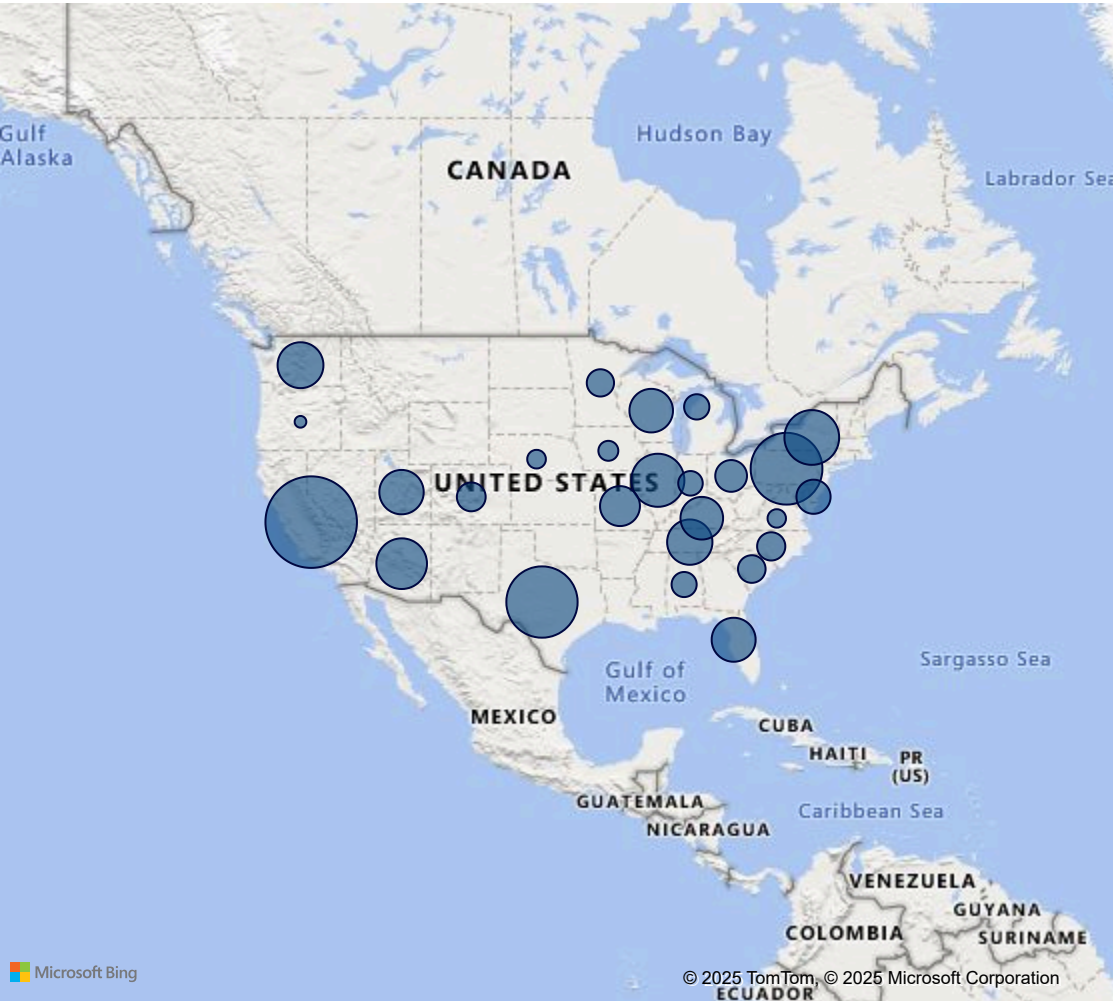 Gulf
Alaska
Hudson Bay
CANADA
Labrador Sea
UNITED STATES
Gulf of
Mexico
Sargasso Sea
MEXICO
CUBA
HAITI
PR
(US)
GUATEMALA
Caribbean Sea
NICARAGUA
VENEZUELA
GUYANA
COLOMBIA
SURINAME
Microsoft Bing
© 2025 TomTom, © 2025 Microsoft Corporation
ECUADOR